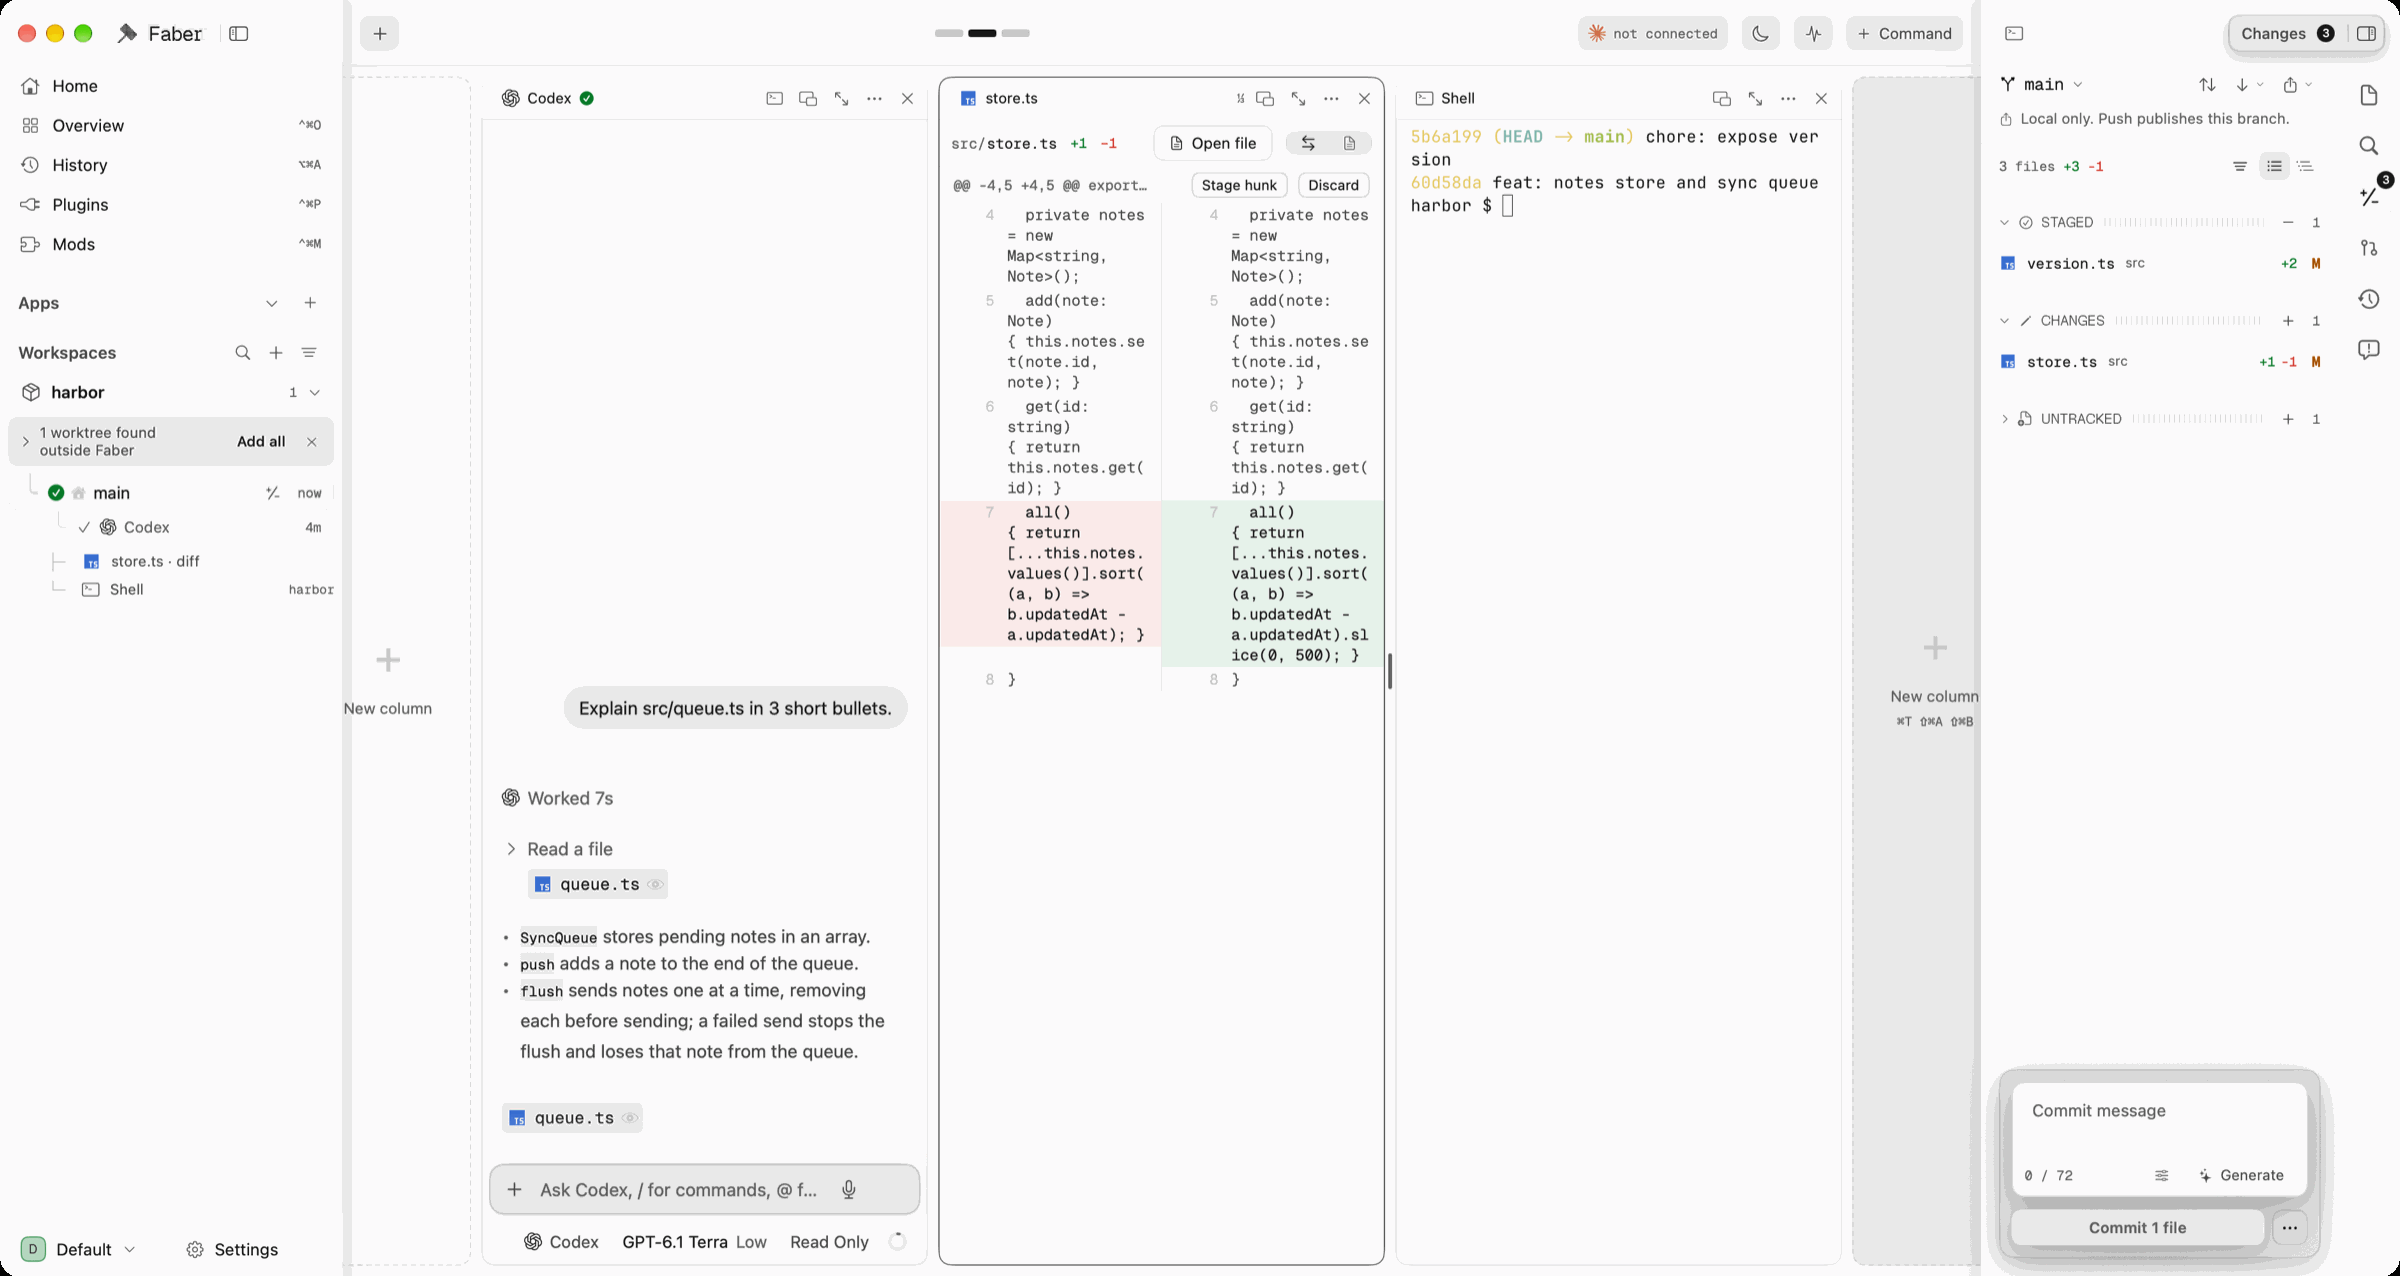 Faber
Home
Overview ^⌘O
History ⌥⌘A
Plugins ^⌘P
Mods ^⌘M
Apps
Workspaces
harbor 1
1 worktree found
outside Faber
Add all
main now
Codex 4m
store.ts · diff
Shell harbor
D Default
Settings
New column
Codex
Explain src/queue.ts in 3 short bullets.
Worked 7s
Read a file
TS queue.ts
• SyncQueue stores pending notes in an array.
• push adds a note to the end of the queue.
• flush sends notes one at a time, removing
each before sending; a failed send stops the
flush and loses that note from the queue.
TS queue.ts
Ask Codex, / for commands, @ f...
Codex GPT-6.1 Terra Low Read Only
TS store.ts
src/store.ts +1 -1 Open file
@@ -4,5 +4,5 @@ export… Stage hunk Discard
4 private notes
= new
Map<string,
Note>();
5 add(note:
Note)
{ this.notes.se
t(note.id,
note); }
6 get(id:
string)
{ return
this.notes.get(
id); }
7 all()
{ return
[...this.notes.
values()].sort(
(a, b) =>
b.updatedAt -
a.updatedAt); }
8 }
4 private notes
= new
Map<string,
Note>();
5 add(note:
Note)
{ this.notes.se
t(note.id,
note); }
6 get(id:
string)
{ return
this.notes.get(
id); }
7 all()
{ return
[...this.notes.
values()].sort(
(a, b) =>
b.updatedAt -
a.updatedAt).sl
ice(0, 500); }
8 }
Shell
5b6a199 (HEAD -> main) chore: expose ver
sion
60d58da feat: notes store and sync queue
harbor $
not connected
+ Command
New column
⌘T ⇧⌘A ⇧⌘B
Changes 3
main
Local only. Push publishes this branch.
3 files +3 -1
3
STAGED 1
TS version.ts src +2 M
CHANGES 1
TS store.ts src +1 -1 M
UNTRACKED 1
Commit message
0 / 72 Generate
Commit 1 file